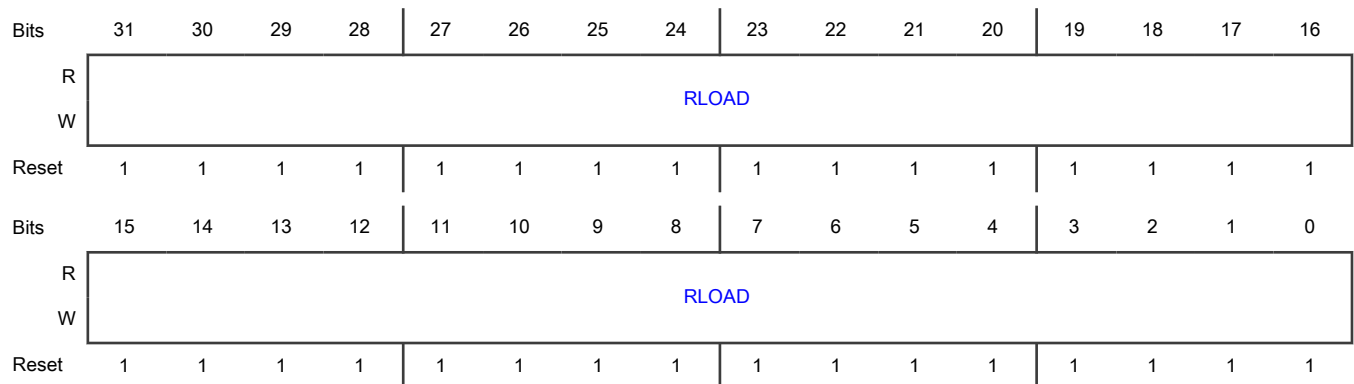 Bits 31 30 29 28 27 26 25 24 23 22 21 20 19 18 17 16
R
RLOAD
W
Reset 1 1 1 1 1 1 1 1 1 1 1 1 1 1 1 1
Bits 15 14 13 12 11 10 9 8 7 6 5 4 3 2 1 0
R
RLOAD
W
Reset 1 1 1 1 1 1 1 1 1 1 1 1 1 1 1 1